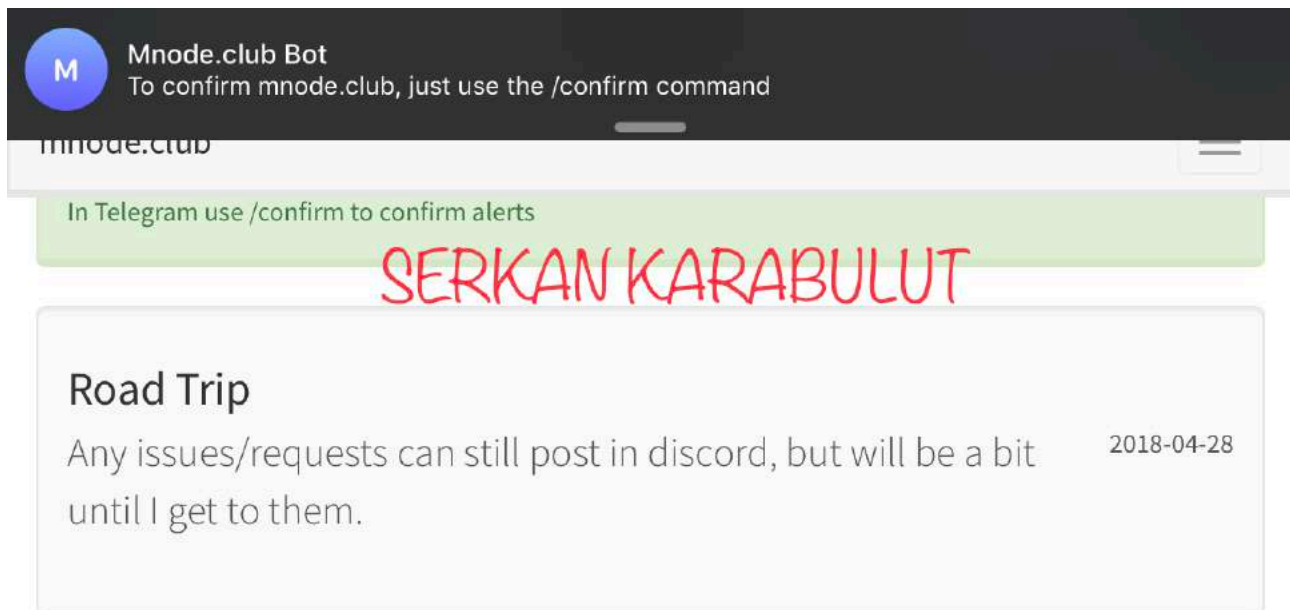 M
Mnode.club Bot
To confirm mnode.club, just use the /confirm command
mnode.club
In Telegram use /confirm to confirm alerts
SERKAN KARABULUT
Road Trip
Any issues/requests can still post in discord, but will be a bit
until I get to them.
2018-04-28